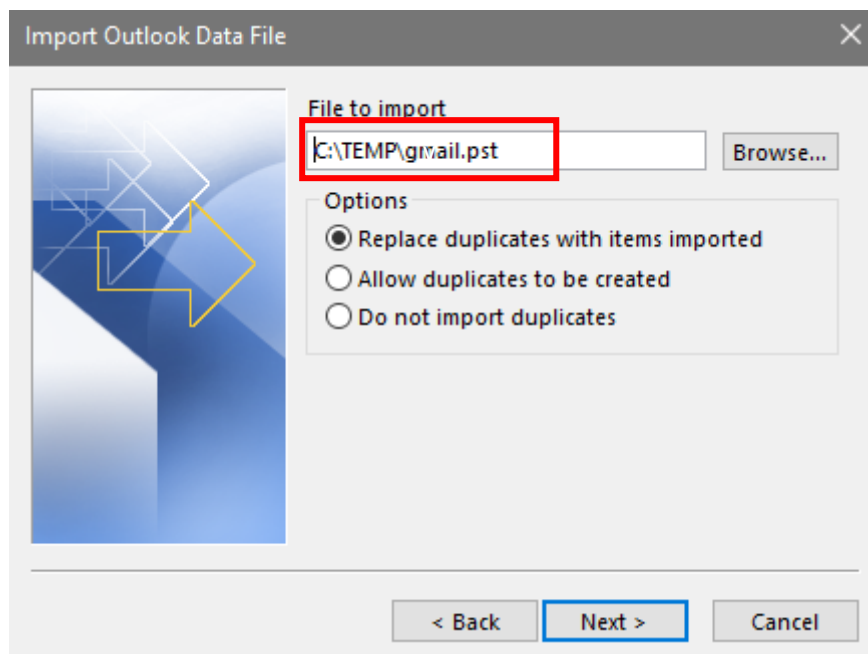 Import Outlook Data File
File to import
C:\TEMP\gmail.pst
Browse...
Options
Replace duplicates with items imported
Allow duplicates to be created
Do not import duplicates
< Back
Next >
Cancel